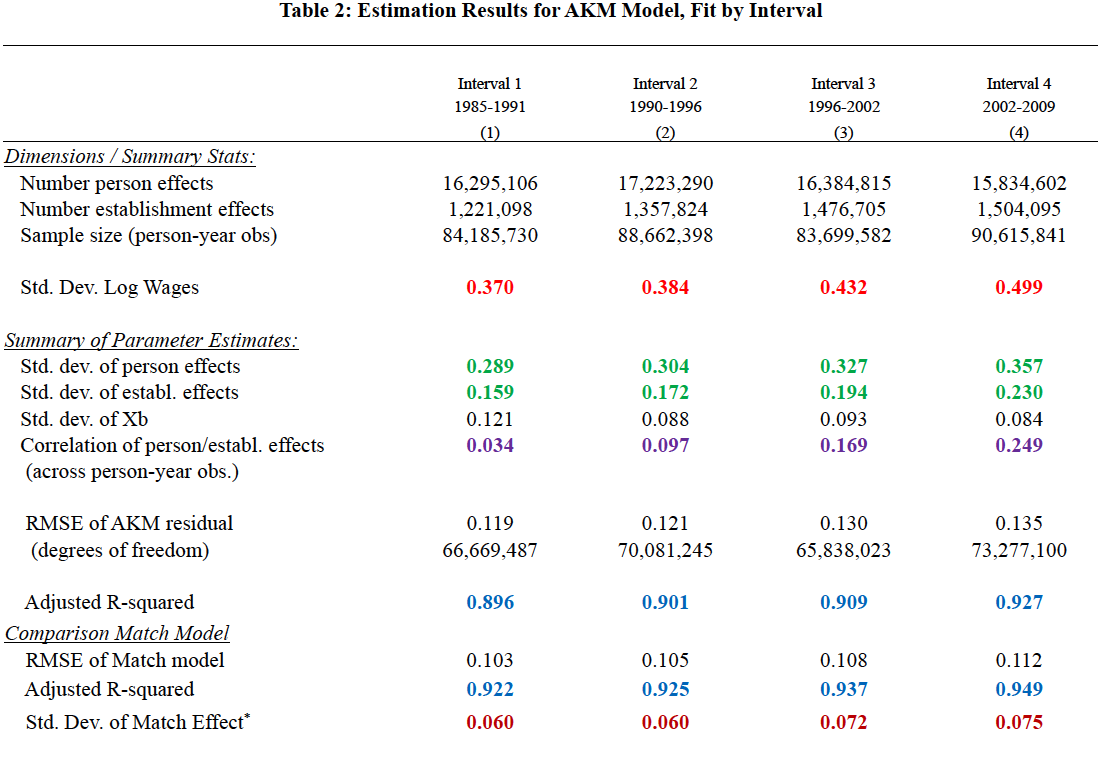 Table 2: Estimation Results for AKM Model, Fit by Interval
Interval 1 Interval 2 Interval 3 Interval 4
1985-1991 1990-1996 1996-2002 2002-2009
(1) (2) (3) (4)
Dimensions / Summary Stats:
Number person effects 16,295,106 17,223,290 16,384,815 15,834,602
Number establishment effects 1,221,098 1,357,824 1,476,705 1,504,095
Sample size (person-year obs) 84,185,730 88,662,398 83,699,582 90,615,841
Std. Dev. Log Wages 0.370 0.384 0.432 0.499
Summary of Parameter Estimates:
Std. dev. of person effects 0.289 0.304 0.327 0.357
Std. dev. of establ. effects 0.159 0.172 0.194 0.230
Std. dev. of Xb 0.121 0.088 0.093 0.084
Correlation of person/establ. effects 0.034 0.097 0.169 0.249
(across person-year obs.)
RMSE of AKM residual 0.119 0.121 0.130 0.135
(degrees of freedom) 66,669,487 70,081,245 65,838,023 73,277,100
Adjusted R-squared 0.896 0.901 0.909 0.927
Comparison Match Model
RMSE of Match model 0.103 0.105 0.108 0.112
Adjusted R-squared 0.922 0.925 0.937 0.949
Std. Dev. of Match Effect* 0.060 0.060 0.072 0.075